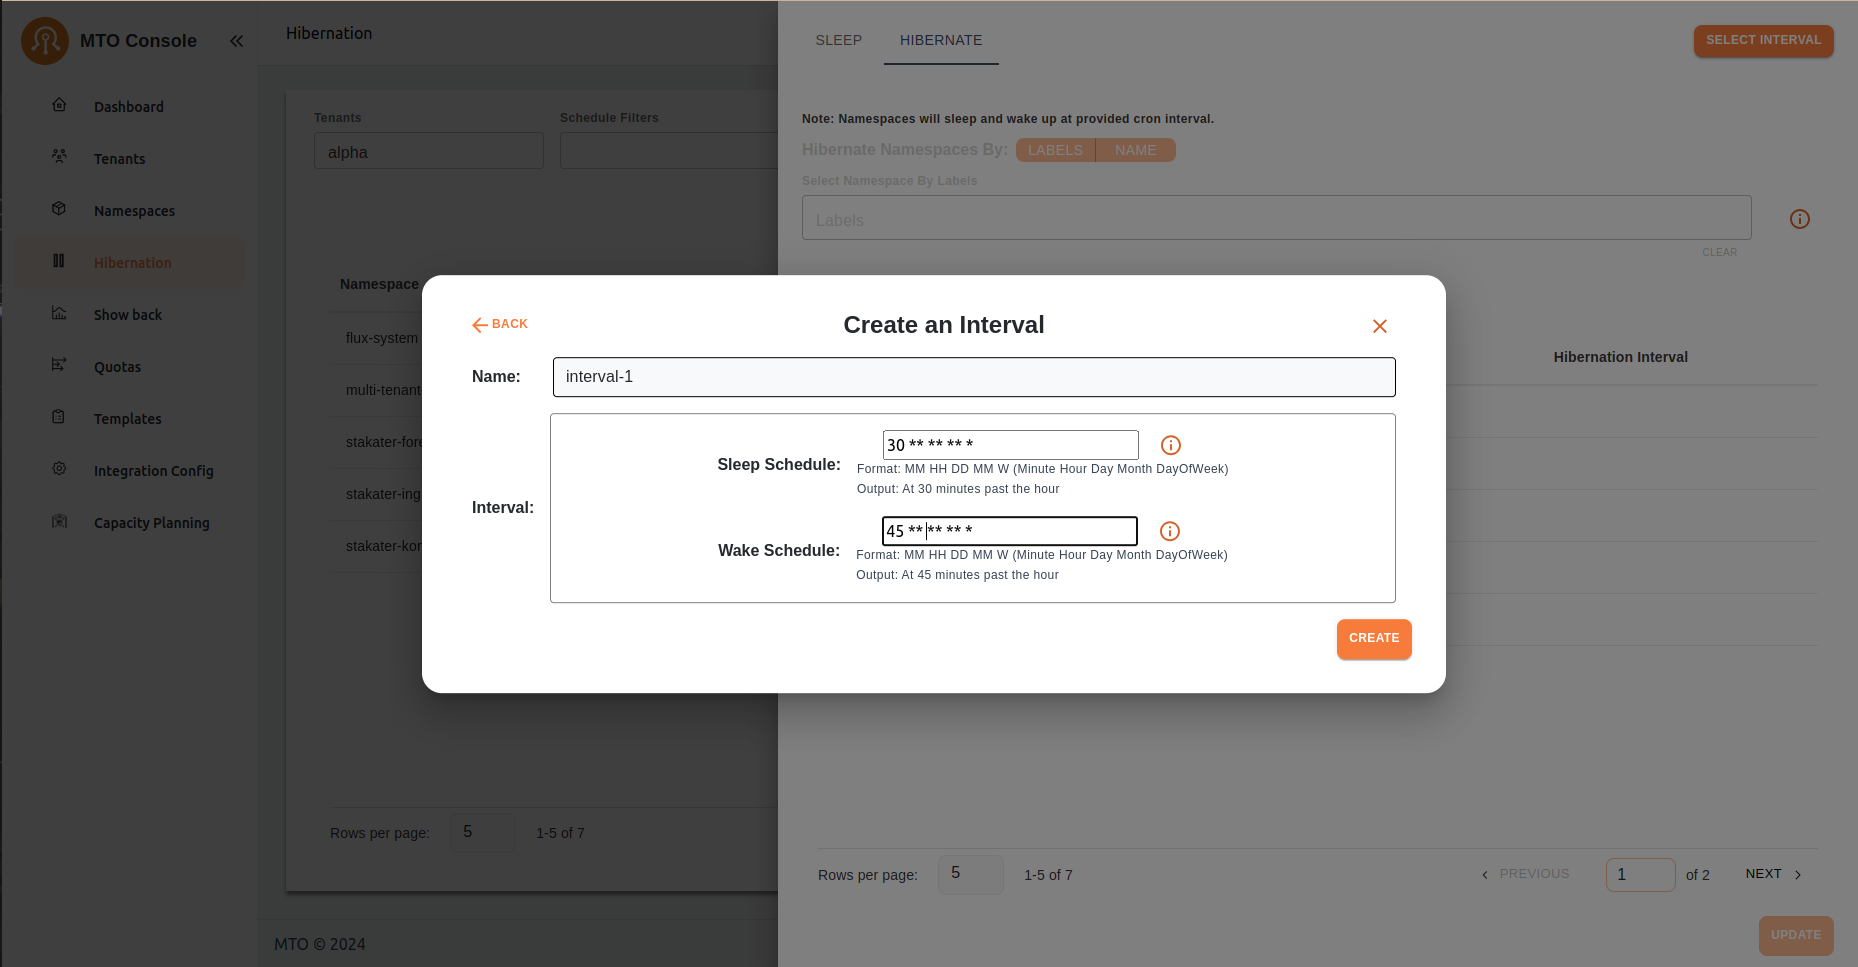 MTO Console
Dashboard
Tenants
Namespaces
Hibernation
Show back
Quotas
Templates
Integration Config
Capacity Planning
Hibernation
Tenants
Schedule Filters
alpha
Namespace
flux-system
multi-tenant
stakater-fore
stakater-ing
stakater-kor
Rows per page:
5
1-5 of 7
MTO © 2024
SLEEP
HIBERNATE
SELECT INTERVAL
Note: Namespaces will sleep and wake up at provided cron interval.
Hibernate Namespaces By:
LABELS
NAME
Select Namespace By Labels
Labels
CLEAR
Hibernation Interval
BACK
Create an Interval
Name:
interval-1
Interval:
Sleep Schedule:
30 ** ** ** *
Format: MM HH DD MM W (Minute Hour Day Month DayOfWeek)
Output: At 30 minutes past the hour
Wake Schedule:
45 ** ** ** *
Format: MM HH DD MM W (Minute Hour Day Month DayOfWeek)
Output: At 45 minutes past the hour
CREATE
Rows per page:
5
1-5 of 7
PREVIOUS
1
of 2
NEXT
UPDATE